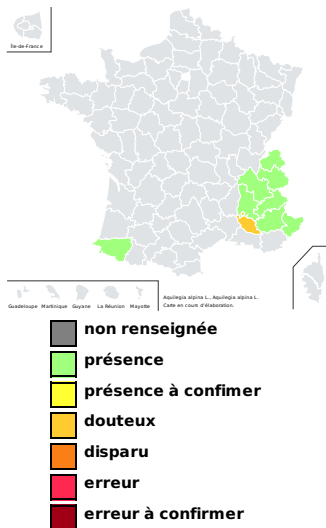 Île-de-France
Guadeloupe Martinique Guyane La Réunion Mayotte
Aquilegia alpina L., Aquilegia alpina L.
Carte en cours d'élaboration.
non renseignée
présence
présence à confimer
douteux
disparu
erreur
erreur à confirmer